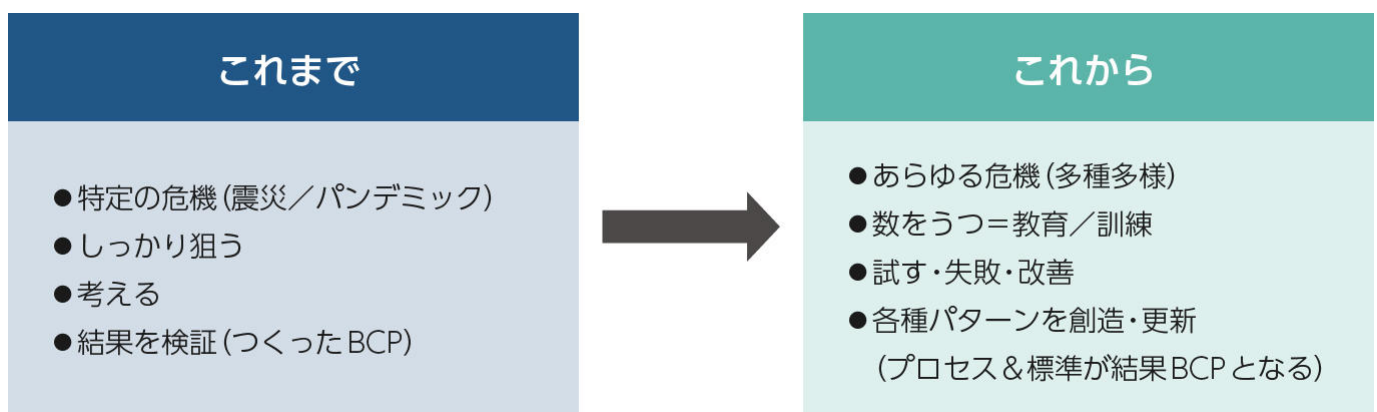 これまで
●特定の危機(震災／パンデミック)
●しっかり狙う
●考える
●結果を検証(つくったBCP)
これから
●あらゆる危機(多種多様)
●数をうつ＝教育／訓練
●試す・失敗・改善
●各種パターンを創造・更新
(プロセス＆標準が結果BCPとなる)